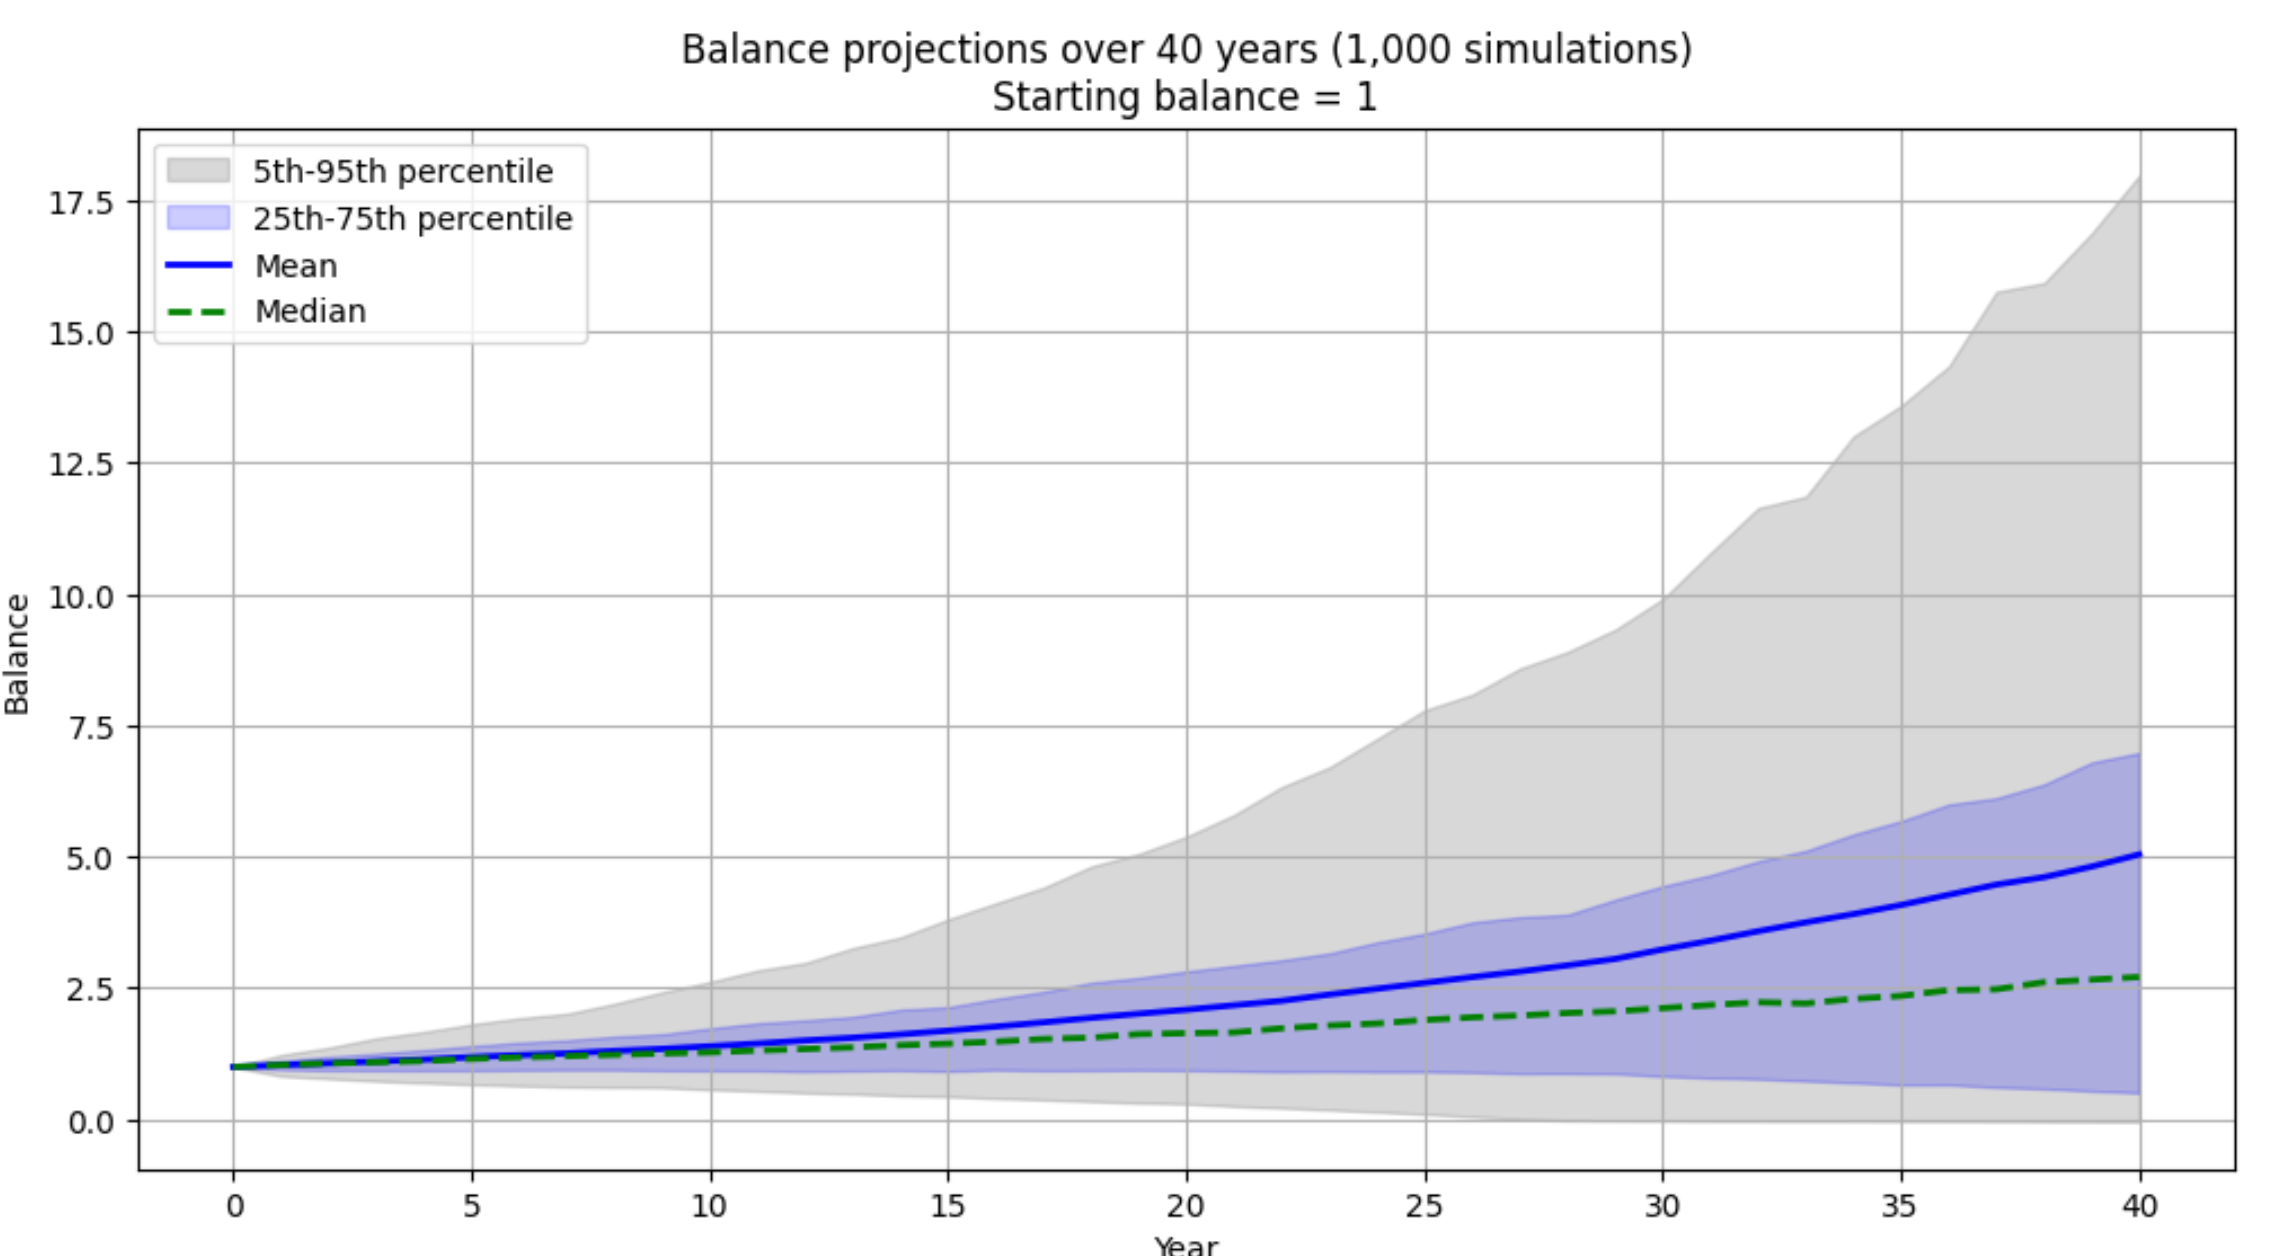 Balance projections over 40 years (1,000 simulations)
Starting balance = 1
5th-95th percentile
25th-75th percentile
Mean
Median
17.5
15.0
12.5
10.0
7.5
5.0
2.5
0.0
Balance
0 5 10 15 20 25 30 35 40
Year